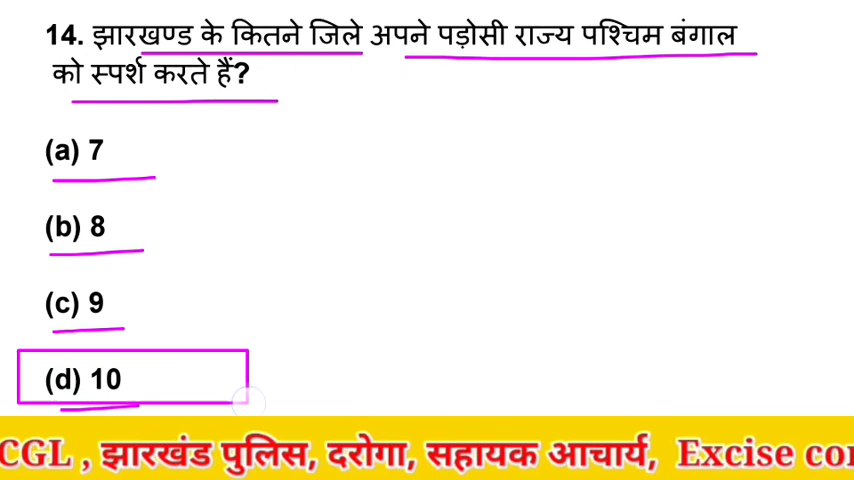 14. झारखण्ड के कितने जिले अपने पड़ोसी राज्य पश्चिम बंगाल
को स्पर्श करते हैं?
(a) 7
(b) 8
(c) 9
(d) 10
CGL , झारखंड पुलिस, दरोगा, सहायक आचार्य, Excise con